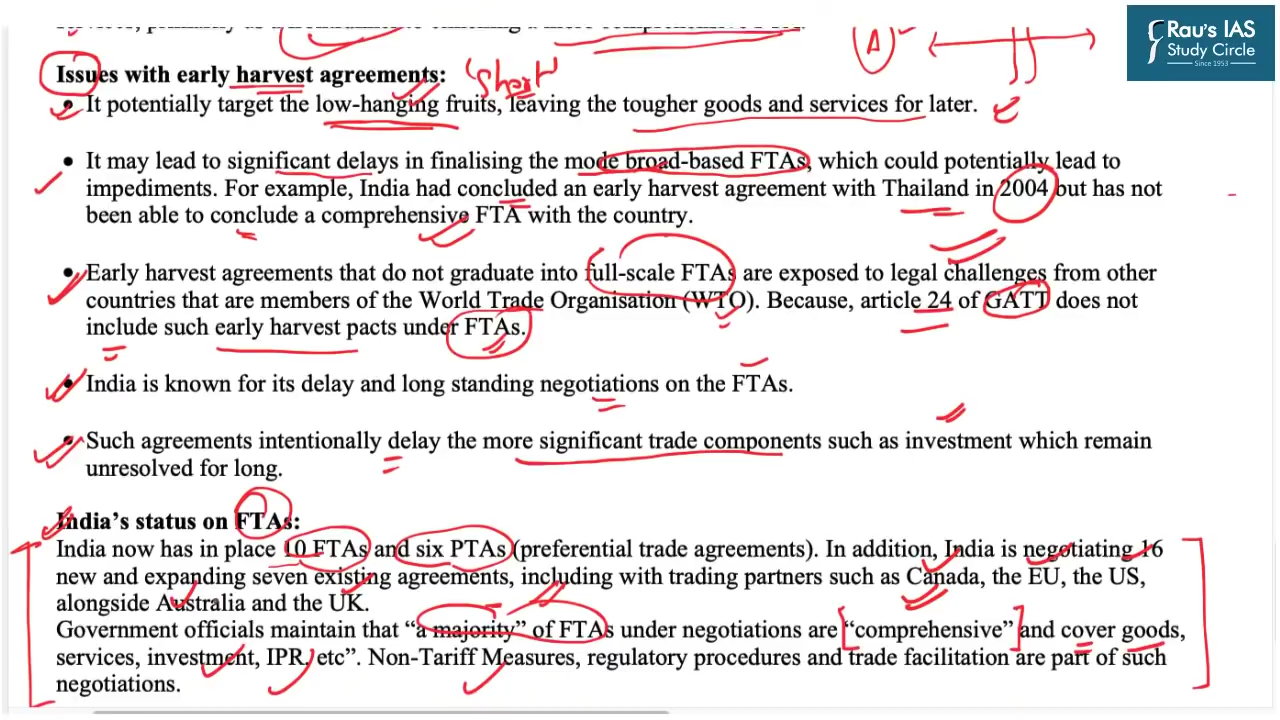 Rau's IAS
Study Circle
Since 1953
A
Issues with early harvest agreements:
• It potentially target the low-hanging fruits, leaving the tougher goods and services for later.
• It may lead to significant delays in finalising the mode broad-based FTAs, which could potentially lead to
impediments. For example, India had concluded an early harvest agreement with Thailand in 2004 but has not
been able to conclude a comprehensive FTA with the country.
• Early harvest agreements that do not graduate into full-scale FTAs are exposed to legal challenges from other
countries that are members of the World Trade Organisation (WTO). Because, article 24 of GATT does not
include such early harvest pacts under FTAs.
• India is known for its delay and long standing negotiations on the FTAs.
• Such agreements intentionally delay the more significant trade components such as investment which remain
unresolved for long.
India's status on FTAs:
India now has in place 10 FTAs and six PTAs (preferential trade agreements). In addition, India is negotiating 16
new and expanding seven existing agreements, including with trading partners such as Canada, the EU, the US,
alongside Australia and the UK.
Government officials maintain that “a majority” of FTAs under negotiations are “comprehensive” and cover goods,
services, investment, IPR, etc”. Non-Tariff Measures, regulatory procedures and trade facilitation are part of such
negotiations.